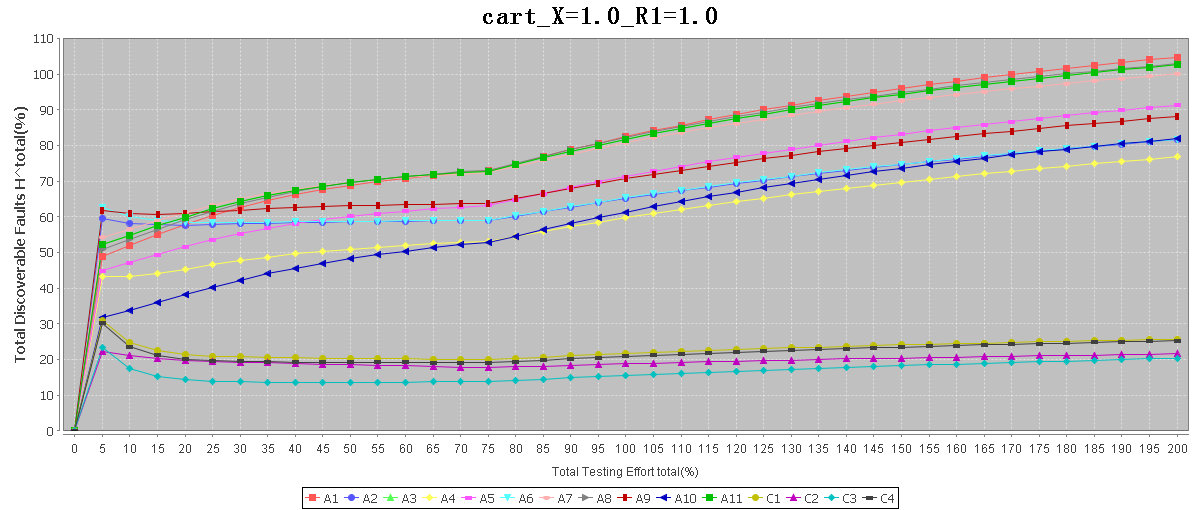 cart_X=1.0_R1=1.0
Total Discoverable Faults H^total(%)
110
100
90
80
70
60
50
40
30
20
10
0
0 5 10 15 20 25 30 35 40 45 50 55 60 65 70 75 80 85 90 95 100 105 110 115 120 125 130 135 140 145 150 155 160 165 170 175 180 185 190 195 200
Total Testing Effort total(%)
A1 A2 A3 A4 A5 A6 A7 A8 A9 A10 A11 C1 C2 C3 C4